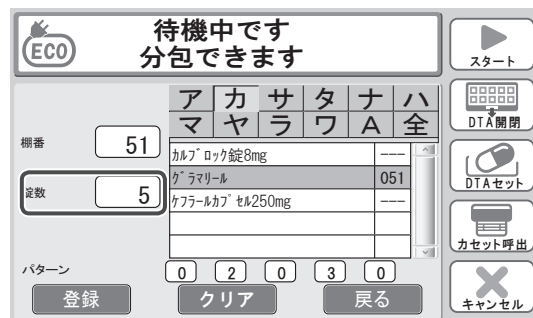 ECO
待機中です
分包できます
スタート
DTA開閉
DTAセット
カセット呼出
キャンセル
ア カ サ タ ナ ハ
マ ヤ ラ ワ A 全
棚番 51
錠数 5
カルブロック錠8mg ---
グラマリール 051
ケフラールカプセル250mg ---
パターン 0 2 0 3 0
登録 クリア 戻る